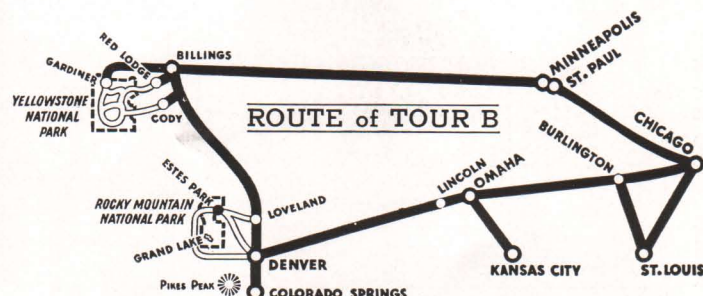 RED LODGE
BILLINGS
GARDINER
MINNEAPOLIS
ST. PAUL
YELLOWSTONE
NATIONAL
PARK
CODY
ROUTE of TOUR B
CHICAGO
BURLINGTON
LINCOLN
OMAHA
ESTES PARK
ROCKY MOUNTAIN
NATIONAL PARK
LOVELAND
GRAND LAKE
DENVER
KANSAS CITY
ST. LOUIS
PIKES PEAK
COLORADO SPRINGS